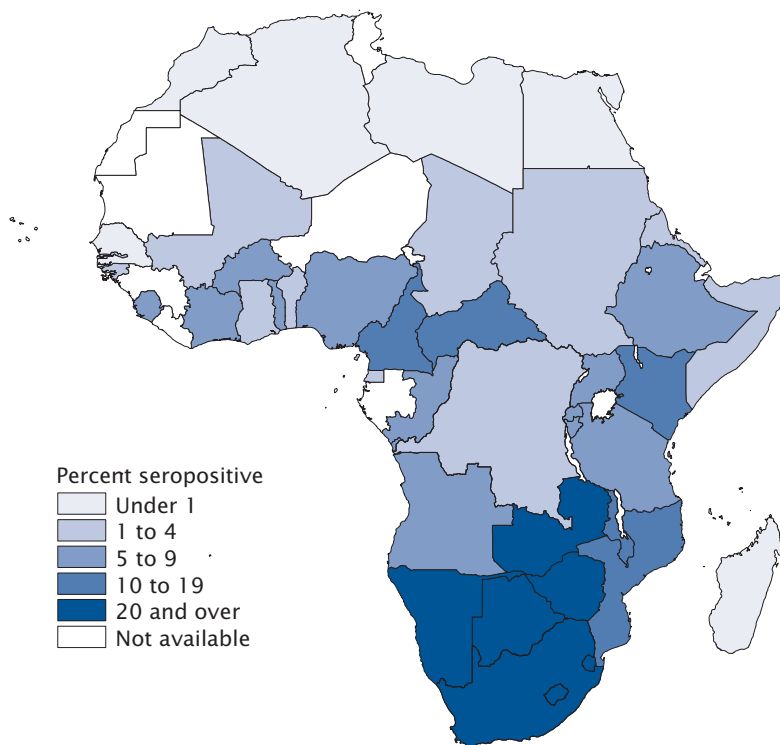 Percent seropositive
Under 1
1 to 4
5 to 9
10 to 19
20 and over
Not available